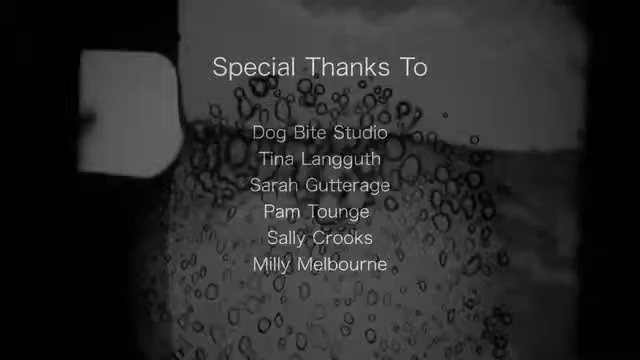 Special Thanks To
Dog Bite Studio
Tina Langguth
Sarah Gutterage
Pam Tounge
Sally Crooks
Milly Melbourne